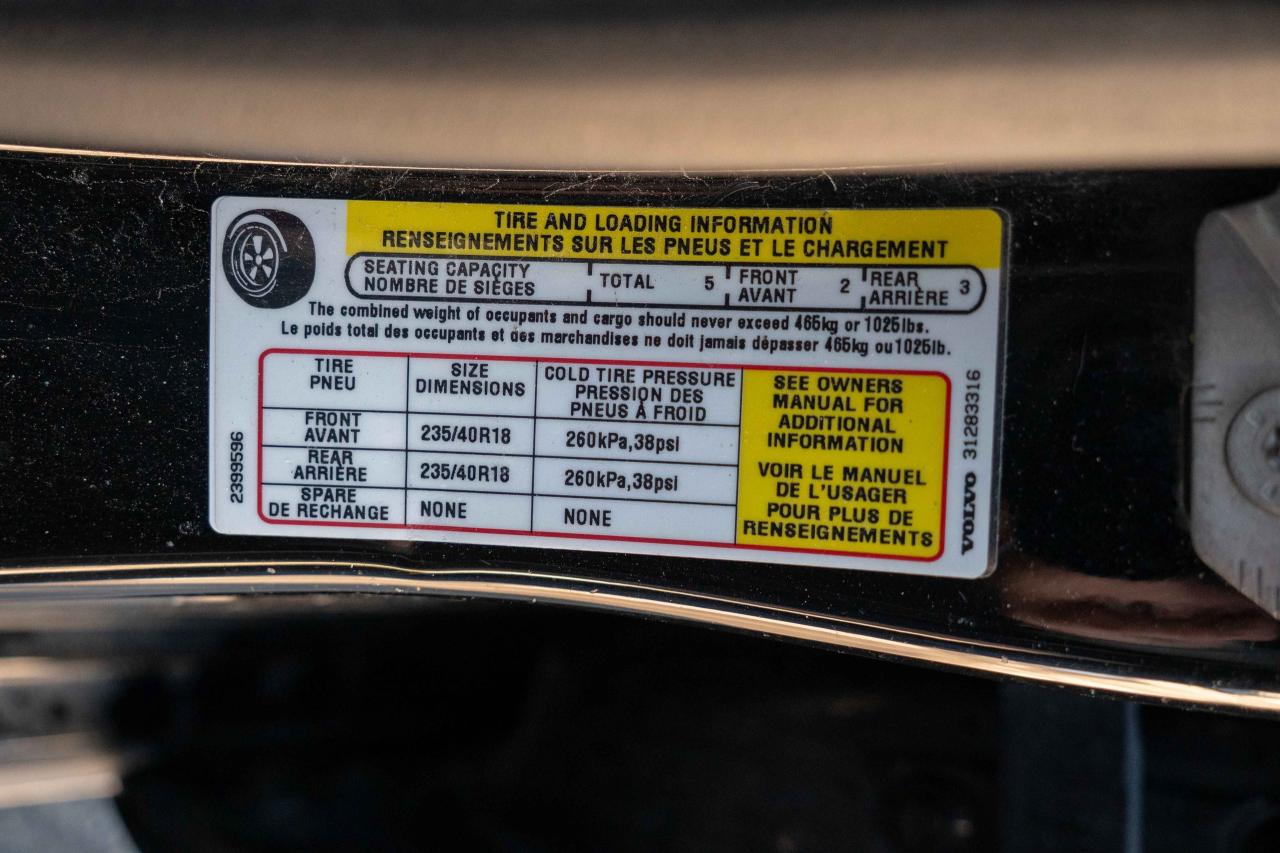 TIRE AND LOADING INFORMATION
RENSEIGNEMENTS SUR LES PNEUS ET LE CHARGEMENT
SEATING CAPACITY
NOMBRE DE SIÈGES
TOTAL 5
FRONT
AVANT
2
REAR
ARRIÈRE
3
The combined weight of occupants and cargo should never exceed 465kg or 1025lbs.
Le poids total des occupants et des marchandises ne doit jamais dépasser 465kg ou 1025lb.
TIRE
PNEU
SIZE
DIMENSIONS
COLD TIRE PRESSURE
PRESSION DES
PNEUS À FROID
FRONT
AVANT
235/40R18
260kPa,38psi
REAR
ARRIÈRE
235/40R18
260kPa,38psi
SPARE
DE RECHANGE
NONE
NONE
SEE OWNERS
MANUAL FOR
ADDITIONAL
INFORMATION
VOIR LE MANUEL
DE L'USAGER
POUR PLUS DE
RENSEIGNEMENTS
2399596
VOLVO 31283316